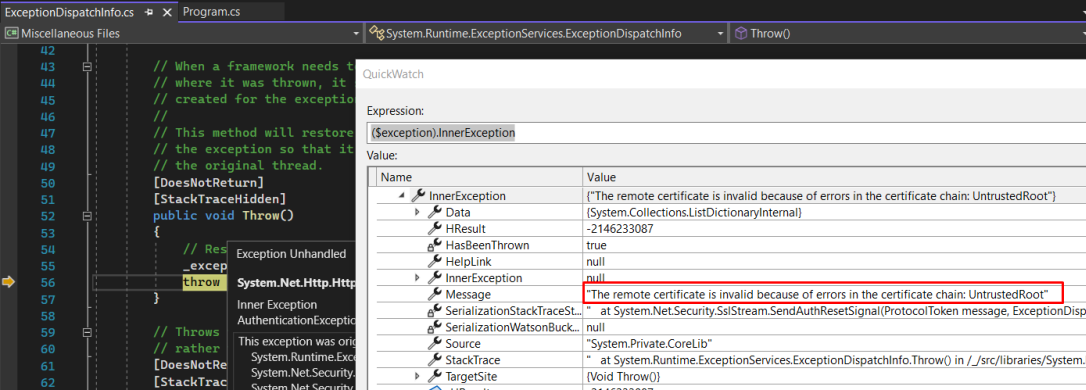 ExceptionDispatchInfo.cs
Program.cs
Miscellaneous Files
System.Runtime.ExceptionServices.ExceptionDispatchInfo
Throw()
42
43 // When a framework needs t
44 // where it was thrown, it
45 // created for the exceptio
46 //
47 // This method will restore
48 // the exception so that it
49 // the original thread.
50 [DoesNotReturn]
51 [StackTraceHidden]
52 public void Throw()
53 {
54 // Res
55 _excep
56 throw
57 }
58
59 // Throws
60 // rather
61 [DoesNotRe
62 [StackTrac
Exception Unhandled
System.Net.Http.Http
Inner Exception
AuthenticationExceptio
This exception was orig
System.Runtime.Exce
System.Net.Security.
System.Net.Security.
QuickWatch
Expression:
($exception).InnerException
Value:
Name Value
InnerException {"The remote certificate is invalid because of errors in the certificate chain: UntrustedRoot"}
Data {System.Collections.ListDictionaryInternal}
HResult -2146233087
HasBeenThrown true
HelpLink null
InnerException null
Message "The remote certificate is invalid because of errors in the certificate chain: UntrustedRoot"
SerializationStackTraceSt... " at System.Net.Security.SslStream.SendAuthResetSignal(ProtocolToken message, ExceptionDisp
SerializationWatsonBuck... null
Source "System.Private.CoreLib"
StackTrace " at System.Runtime.ExceptionServices.ExceptionDispatchInfo.Throw() in /_/src/libraries/System.
TargetSite {Void Throw()}